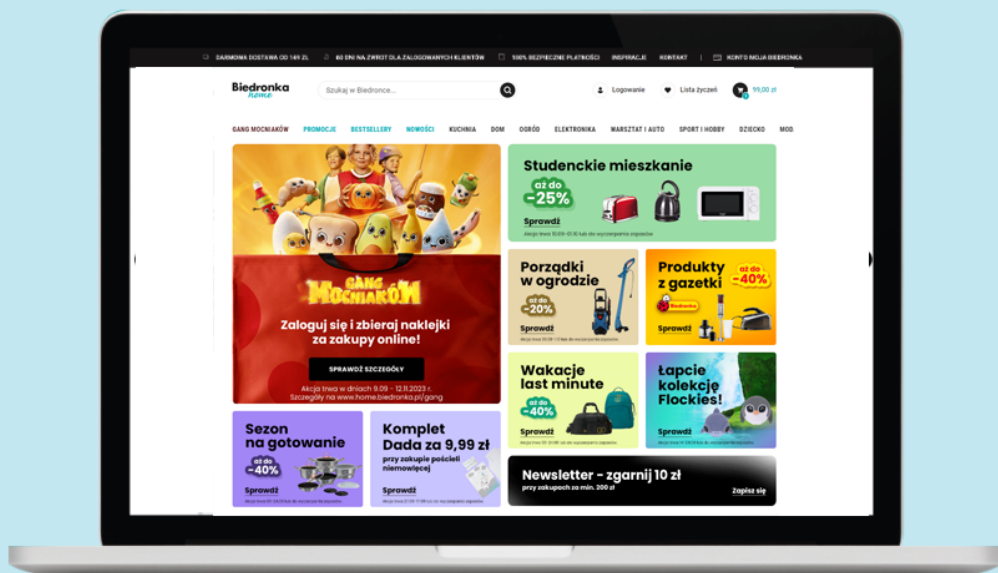 DARMOWA DOSTAWA OD 149 ZŁ
60 DNI NA ZWROT DLA ZALOGOWANYCH KLIENTÓW
100% BEZPIECZNE PŁATNOŚCI
INSPIRACJE
KONTAKT
KONTO MOJA BIEDRONKA
Biedronka
home
Szukaj w Biedronce...
Logowanie
Lista życzeń
99,00 zł
GANG MOCNIAKÓW
PROMOCJE
BESTSELLERY
NOWOŚCI
KUCHNIA
DOM
OGRÓD
ELEKTRONIKA
WARSZTAT I AUTO
SPORT I HOBBY
DZIECKO
MOD
GANG
MOCNIAKÓW
Zaloguj się i zbieraj naklejki
za zakupy online!
SPRAWDŹ SZCZEGÓŁY
Akcja trwa w dniach 9.09 - 12.11.2023 r.
Szczegóły na www.home.biedronka.pl/gang
Studenckie mieszkanie
aż do
-25%
Sprawdź
Porządki
w ogrodzie
aż do
-20%
Sprawdź
Produkty
z gazetki
aż do
-40%
Biedronka
Sprawdź
Wakacje
last minute
aż do
-40%
Sprawdź
Łapcie
kolekcję
Flockies!
Sprawdź
Sezon
na gotowanie
aż do
-40%
Sprawdź
Komplet
Dada za 9,99 zł
przy zakupie pościeli
niemowlęcej
Sprawdź
Newsletter - zgarnij 10 zł
przy zakupach za min. 200 zł
Zapisz się